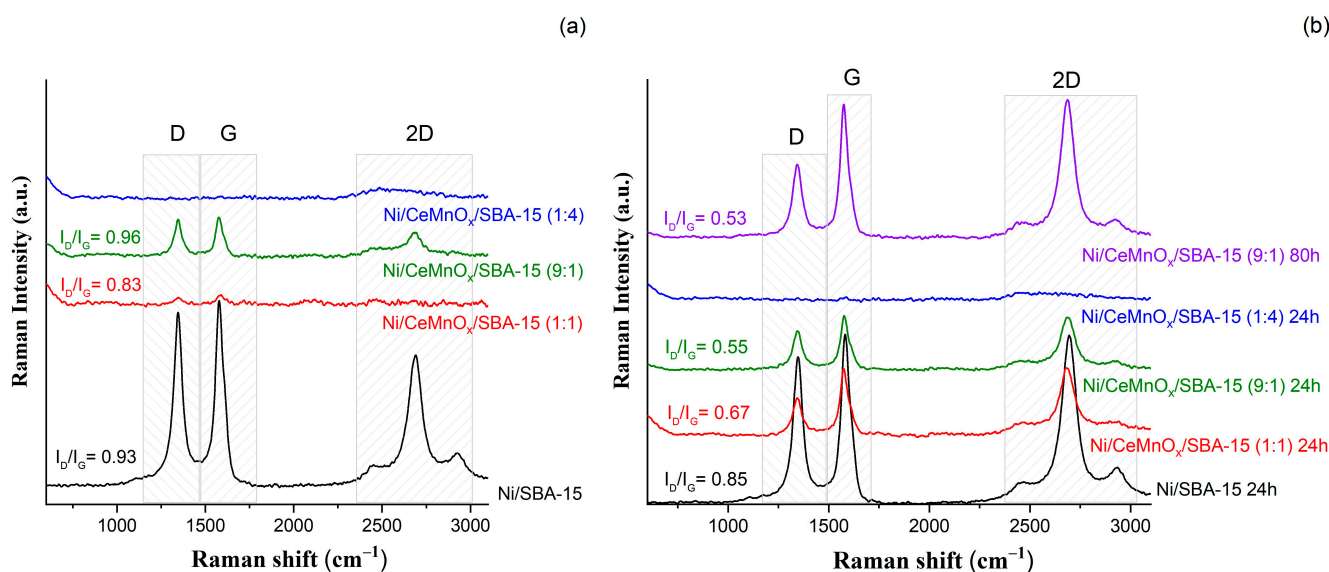 (a)
D G 2D
Ni/CeMnOx/SBA-15 (1:4)
ID/IG= 0.96
Ni/CeMnOx/SBA-15 (9:1)
ID/IG= 0.83
Ni/CeMnOx/SBA-15 (1:1)
ID/IG= 0.93
Ni/SBA-15
Raman Intensity (a.u.)
1000 1500 2000 2500 3000
Raman shift (cm⁻¹)
(b)
D G 2D
ID/IG= 0.53
Ni/CeMnOx/SBA-15 (9:1) 80h
Ni/CeMnOx/SBA-15 (1:4) 24h
ID/IG= 0.55
Ni/CeMnOx/SBA-15 (9:1) 24h
ID/IG= 0.67
Ni/CeMnOx/SBA-15 (1:1) 24h
ID/IG= 0.85
Ni/SBA-15 24h
Raman Intensity (a.u.)
1000 1500 2000 2500 3000
Raman shift (cm⁻¹)